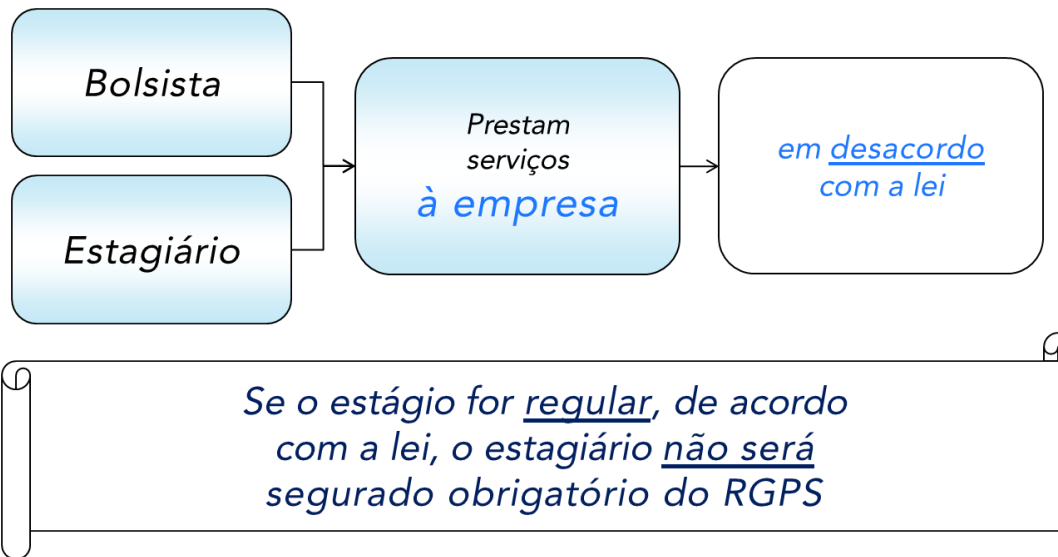 Bolsista
Estagiário
Prestam
serviços
à empresa
em desacordo
com a lei
Se o estágio for regular, de acordo
com a lei, o estagiário não será
segurado obrigatório do RGPS